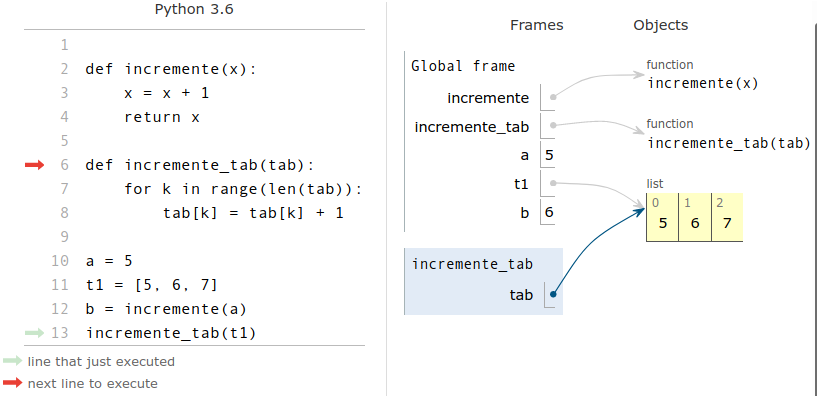 Python 3.6
1
2 def incremente(x):
3 x = x + 1
4 return x
5
6 def incremente_tab(tab):
7 for k in range(len(tab)):
8 tab[k] = tab[k] + 1
9
10 a = 5
11 t1 = [5, 6, 7]
12 b = incremente(a)
13 incremente_tab(t1)
line that just executed
next line to execute
Frames
Objects
Global frame
incremente
incremente_tab
a 5
t1
b 6
incremente_tab
tab
function
incremente(x)
function
incremente_tab(tab)
list
0 1 2
5 6 7